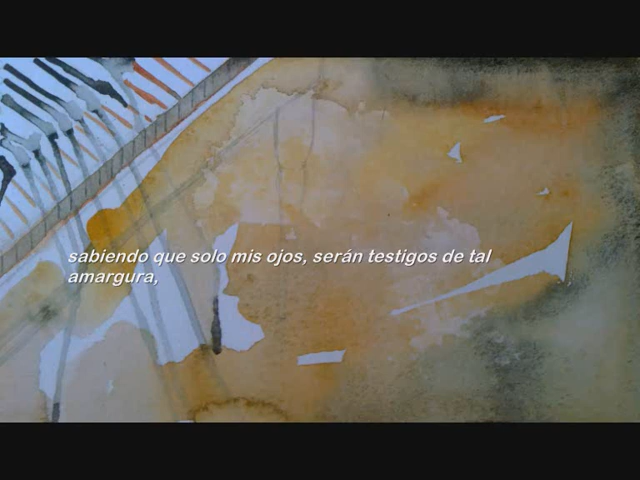 sabiendo que solo mis ojos, serán testigos de tal
amargura,